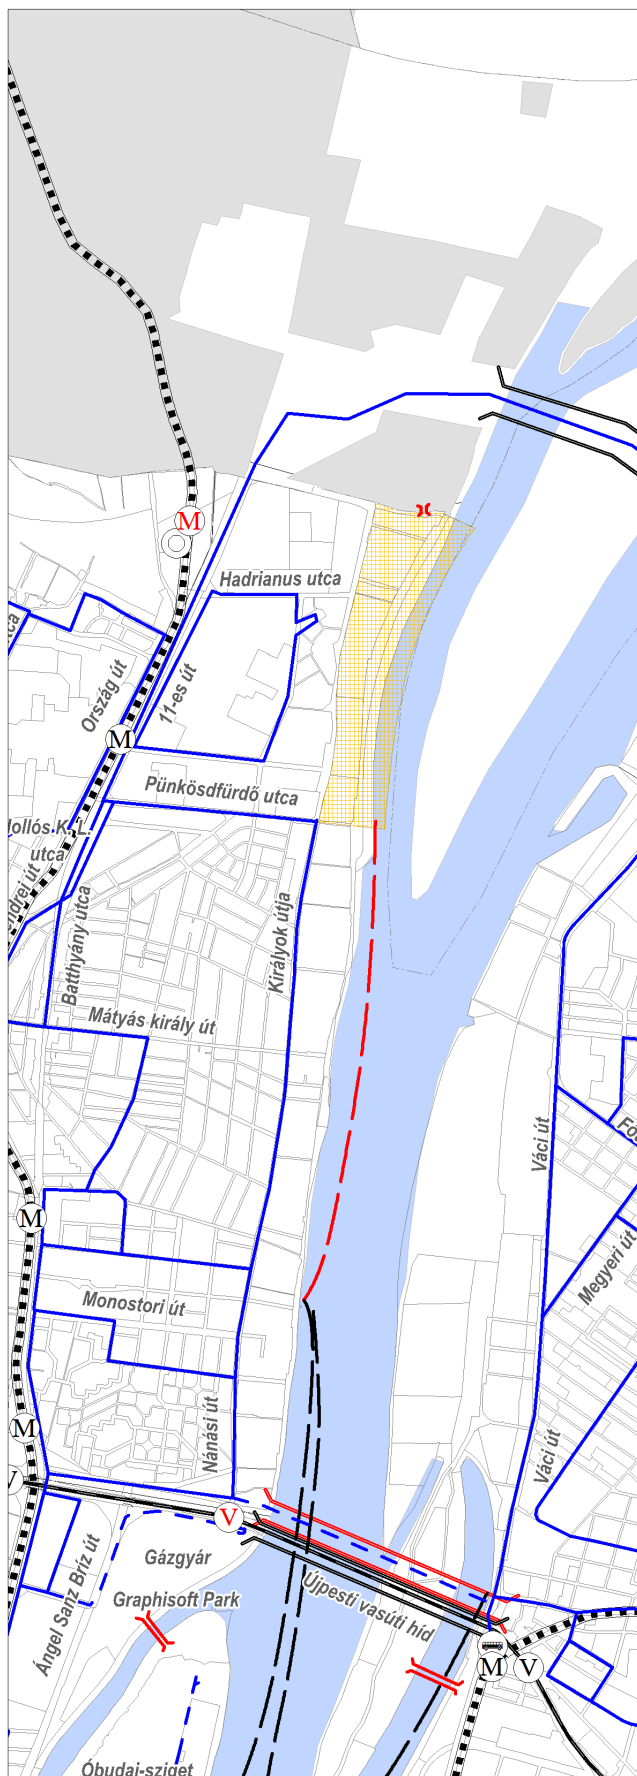 M
Hadrianus utca
utca
Ország út
11-es út
M
Pünkösdfürdő utca
utca
Batthyány utca
Királyok útja
Mátyás király út
Váci út
M
Megyeri út
Monostori út
M
Nánási út
Váci út
V
V
Gázgyár
Graphisoft Park
Ángel Sanz Bríz út
Újpesti vasúti híd
M
V
Óbudai-sziget